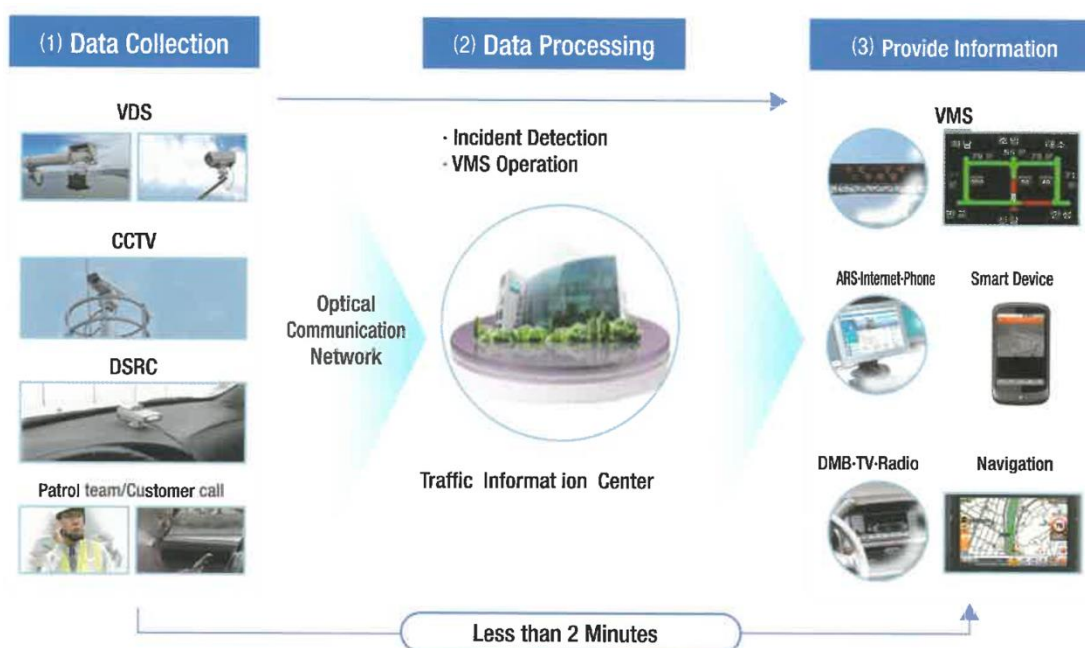 (1) Data Collection
(2) Data Processing
(3) Provide Information
VDS
CCTV
DSRC
Patrol team/Customer call
· Incident Detection
· VMS Operation
Optical
Communication
Network
Traffic Information Center
VMS
ARS·Internet·Phone
Smart Device
DMB·TV·Radio
Navigation
Less than 2 Minutes